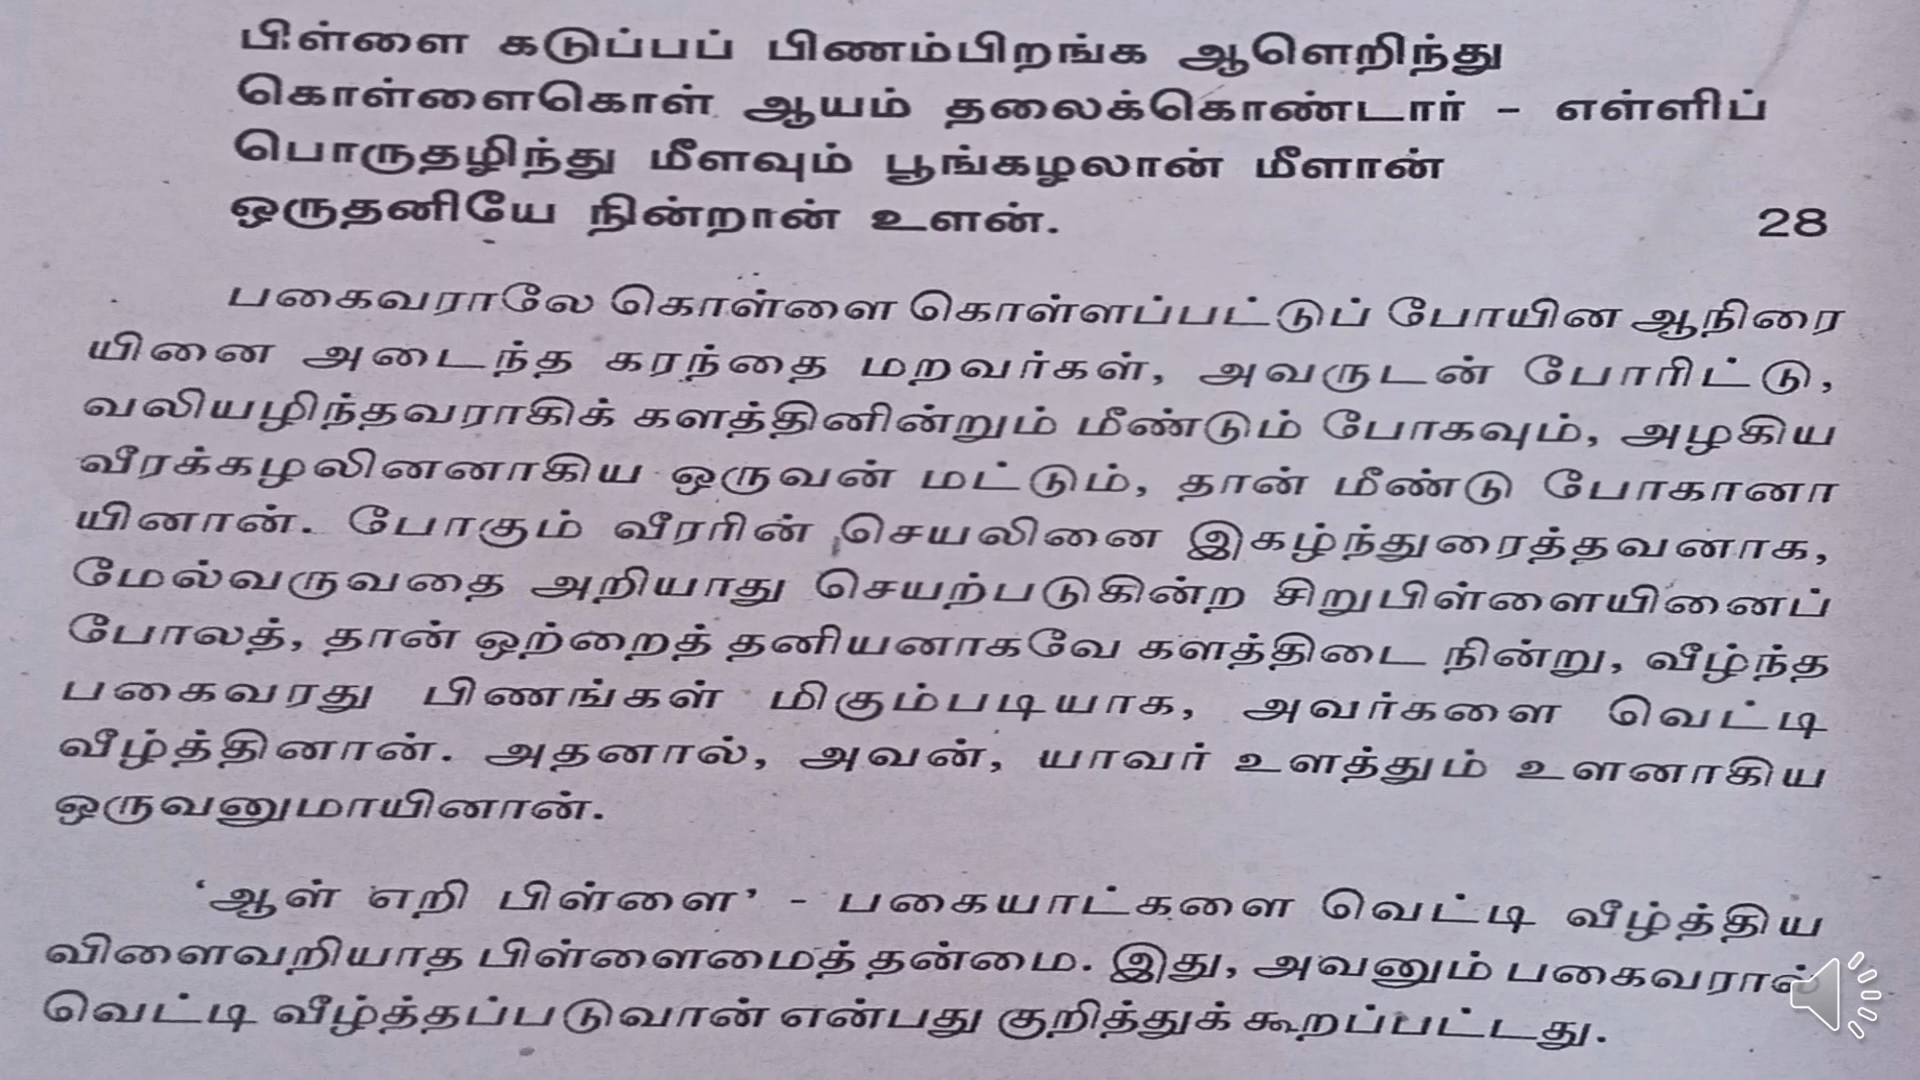 பிள்ளை கடுப்பப் பிணம்பிறங்க ஆளெறிந்து
கொள்ளைகொள் ஆயம் தலைக்கொண்டார் - எள்ளிப்
பொருதழிந்து மீளவும் பூங்கழலான் மீளான்
ஒருதனியே நின்றான் உளன். 28
பகைவராலே கொள்ளை கொள்ளப்பட்டுப் போயின ஆநிரை
யினை அடைந்த கரந்தை மறவர்கள், அவருடன் போரிட்டு,
வலியழிந்தவராகிக் களத்தினின்றும் மீண்டும் போகவும், அழகிய
வீரக்கழலினனாகிய ஒருவன் மட்டும், தான் மீண்டு போகானா
யினான். போகும் வீரரின் செயலினை இகழ்ந்துரைத்தவனாக,
மேல்வருவதை அறியாது செயற்படுகின்ற சிறுபிள்ளையினைப்
போலத், தான் ஒற்றைத் தனியனாகவே களத்திடை நின்று, வீழ்ந்த
பகைவரது பிணங்கள் மிகும்படியாக, அவர்களை வெட்டி
வீழ்த்தினான். அதனால், அவன், யாவர் உளத்தும் உளனாகிய
ஒருவனுமாயினான்.
‘ஆள் எறி பிள்ளை’ - பகையாட்களை வெட்டி வீழ்த்திய
விளைவறியாத பிள்ளைமைத் தன்மை. இது, அவனும் பகைவரால்
வெட்டி வீழ்த்தப்படுவான் என்பது குறித்துக் கூறப்பட்டது.